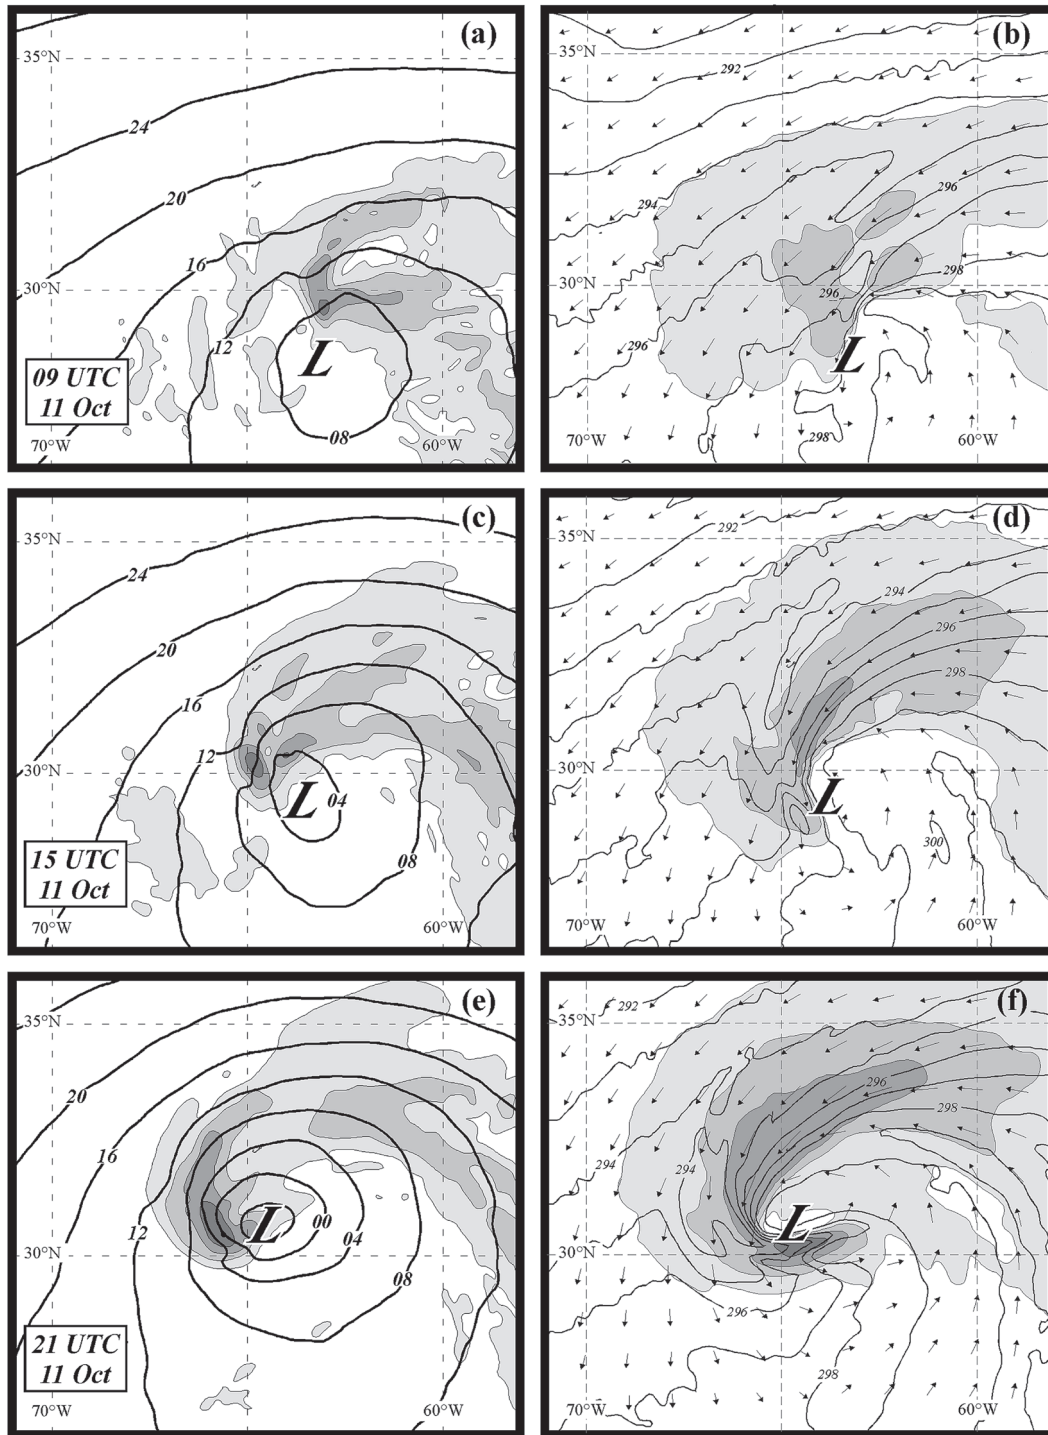 (a)
35°N
24
20
16
30°N
12
L
09 UTC
11 Oct
08
70°W
60°W
(b)
35°N
292
296
294
298
30°N
296
296
L
298
70°W
60°W
(c)
35°N
24
20
16
12
30°N
L
04
08
15 UTC
11 Oct
70°W
60°W
(d)
292
35°N
294
296
298
30°N
L
300
70°W
60°W
(e)
35°N
20
16
12
30°N
L
00
04
08
21 UTC
11 Oct
70°W
60°W
(f)
292
35°N
296
298
294
294
L
30°N
296
298
70°W
60°W